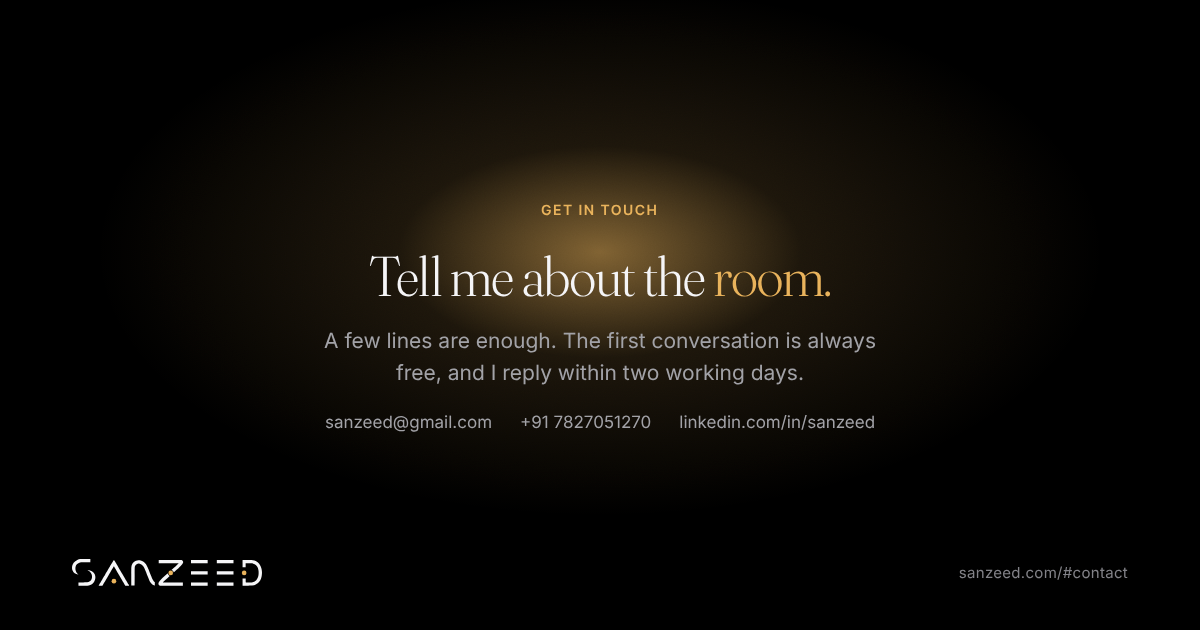 GET IN TOUCH
Tell me about the room.
A few lines are enough. The first conversation is always
free, and I reply within two working days.
sanzeed@gmail.com +91 7827051270 linkedin.com/in/sanzeed
SANZEED
sanzeed.com/#contact